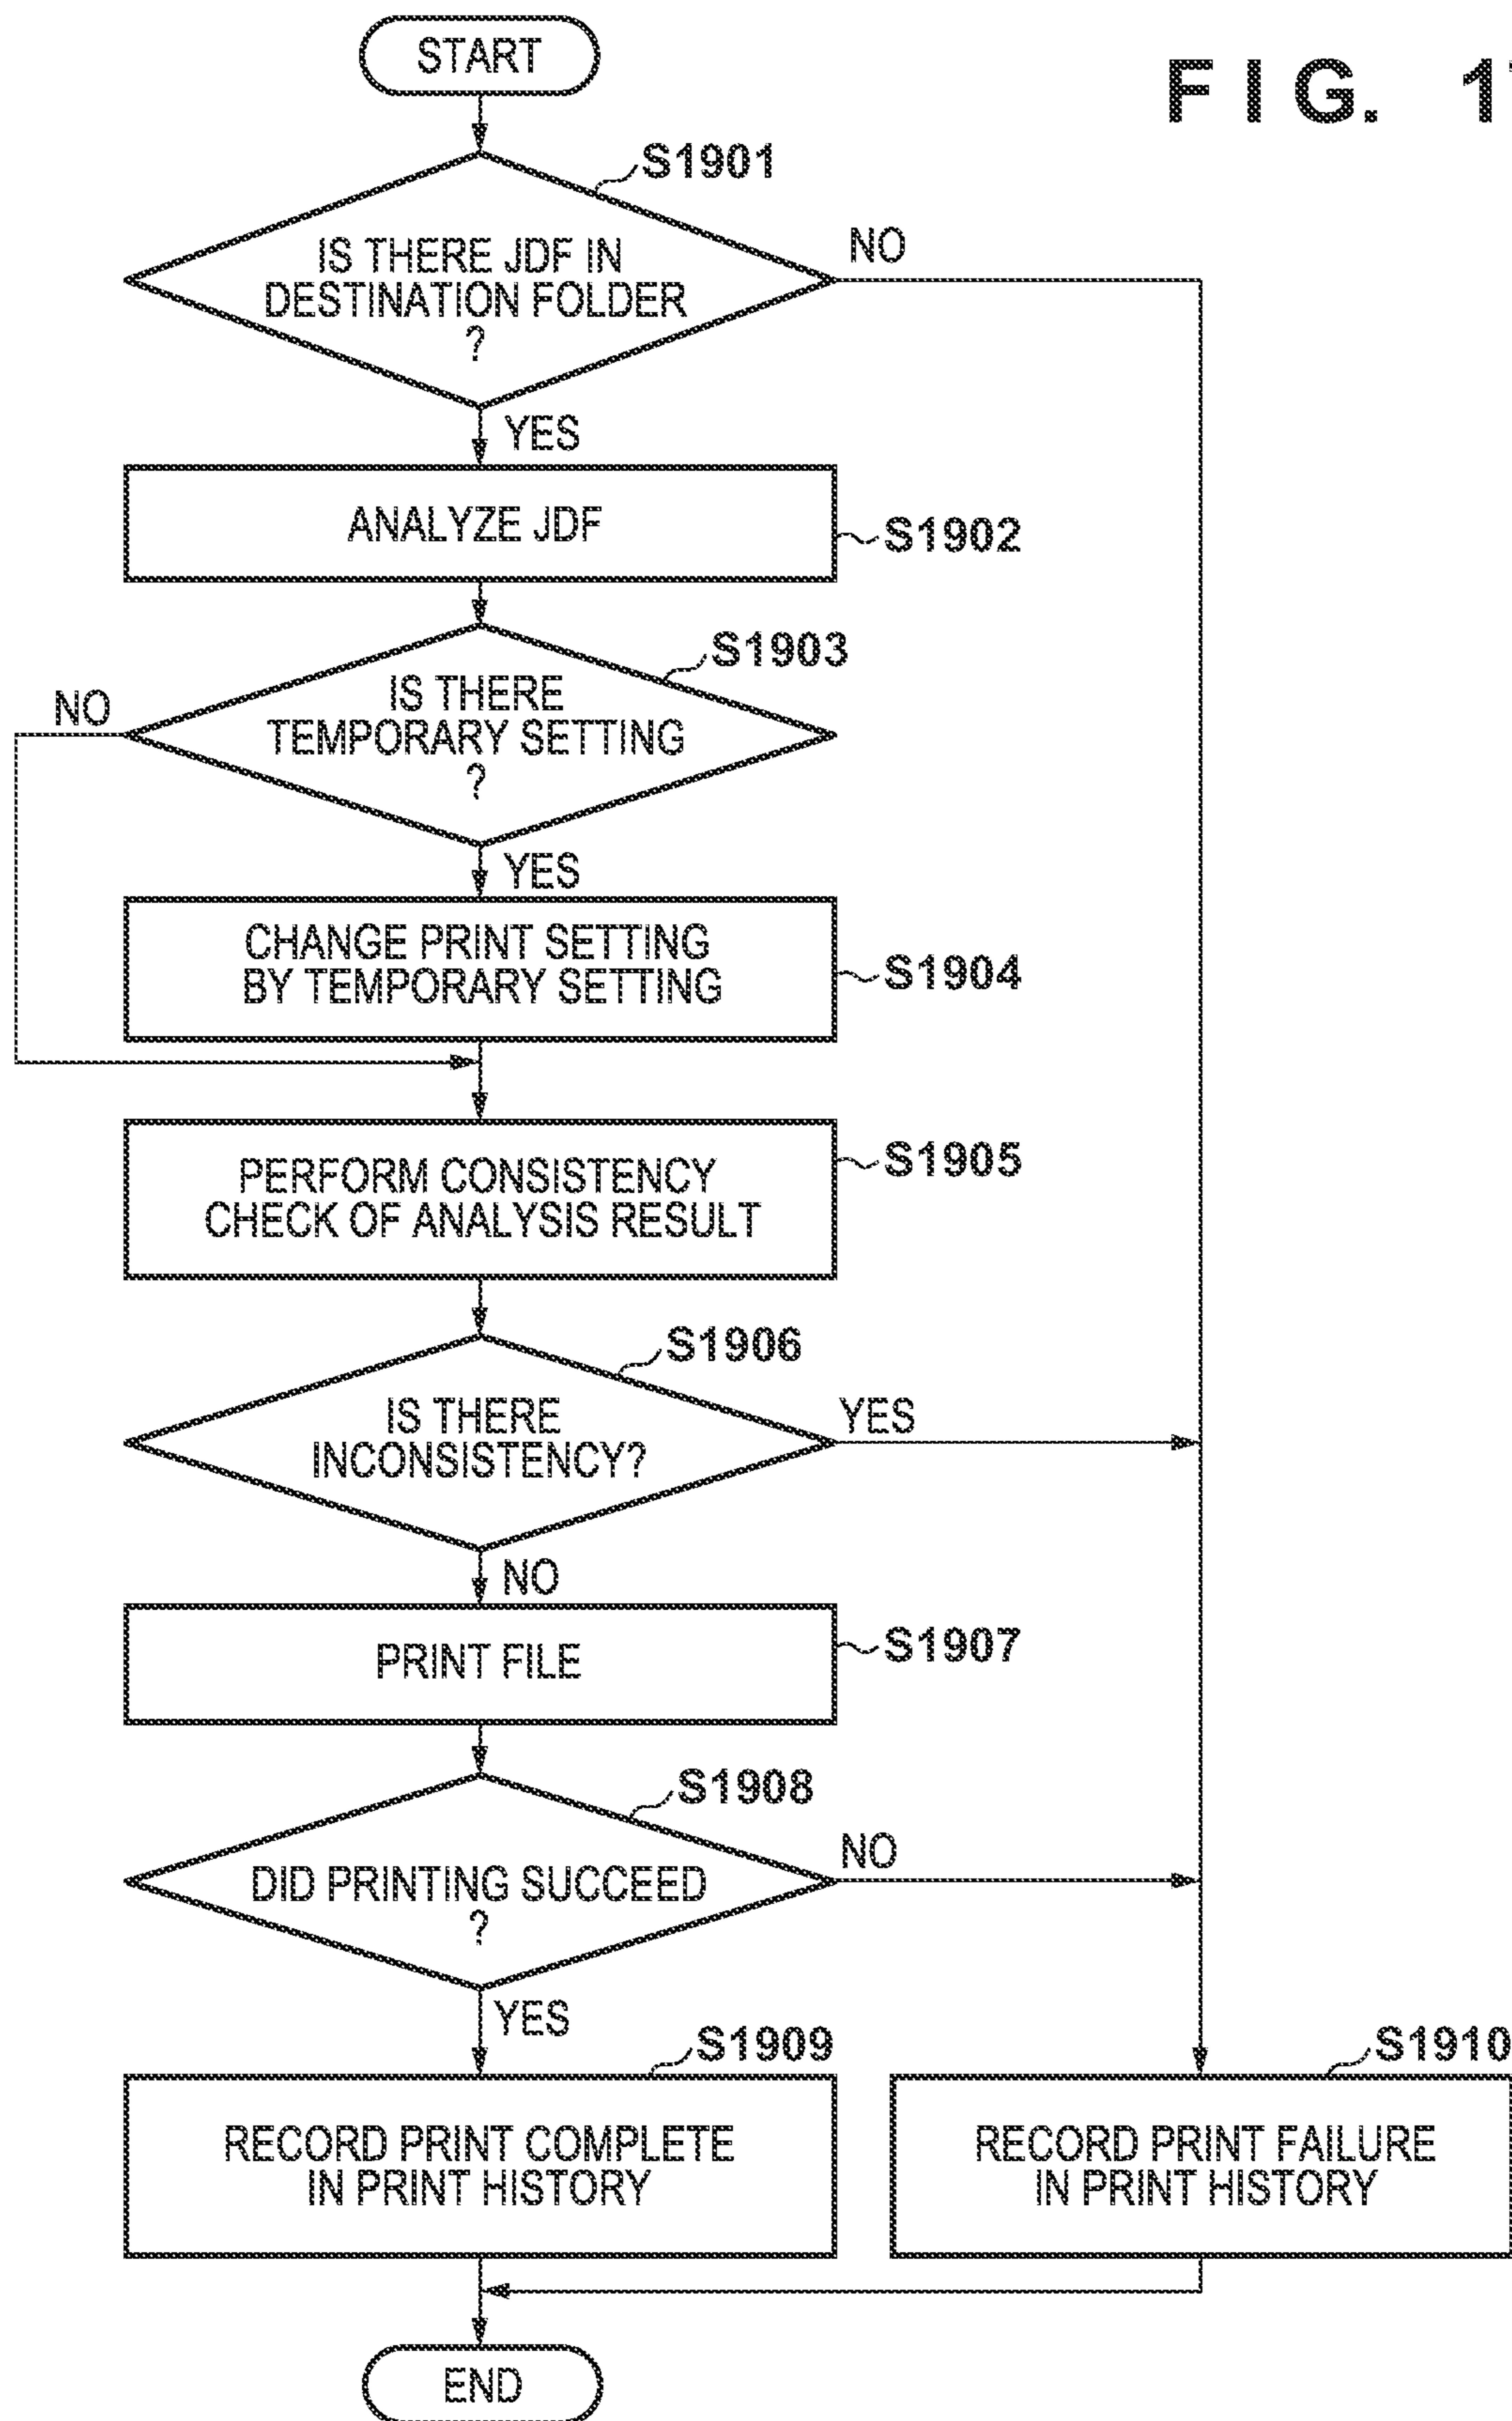 START
FIG. 1
S1901
IS THERE JDF IN
DESTINATION FOLDER
?
NO
YES
ANALYZE JDF
S1902
S1903
IS THERE
TEMPORARY SETTING
?
NO
YES
CHANGE PRINT SETTING
BY TEMPORARY SETTING
S1904
PERFORM CONSISTENCY
CHECK OF ANALYSIS RESULT
S1905
S1906
IS THERE
INCONSISTENCY?
YES
NO
PRINT FILE
S1907
S1908
DID PRINTING SUCCEED
?
NO
YES
S1909
RECORD PRINT COMPLETE
IN PRINT HISTORY
S1910
RECORD PRINT FAILURE
IN PRINT HISTORY
END